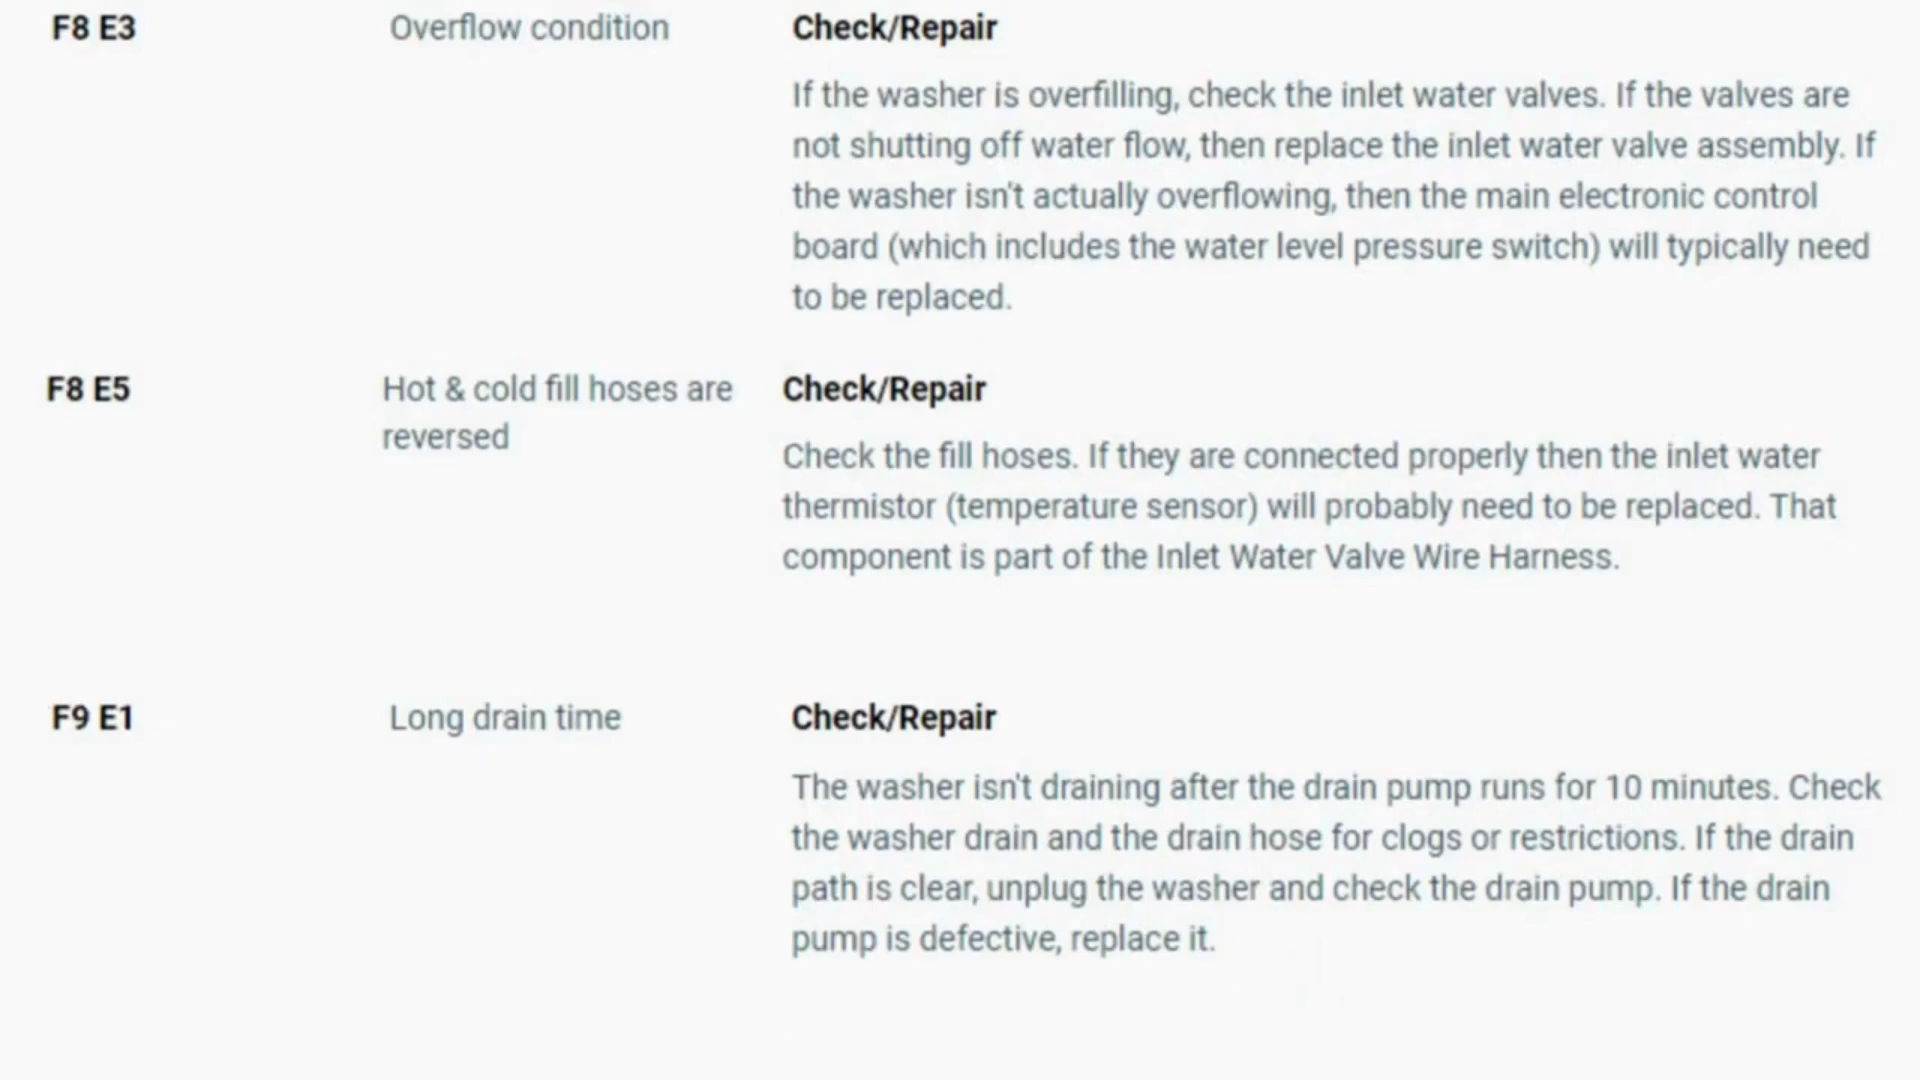 F8 E3 Overflow condition Check/Repair
If the washer is overfilling, check the inlet water valves. If the valves are
not shutting off water flow, then replace the inlet water valve assembly. If
the washer isn't actually overflowing, then the main electronic control
board (which includes the water level pressure switch) will typically need
to be replaced.
F8 E5 Hot & cold fill hoses are Check/Repair
reversed
Check the fill hoses. If they are connected properly then the inlet water
thermistor (temperature sensor) will probably need to be replaced. That
component is part of the Inlet Water Valve Wire Harness.
F9 E1 Long drain time Check/Repair
The washer isn't draining after the drain pump runs for 10 minutes. Check
the washer drain and the drain hose for clogs or restrictions. If the drain
path is clear, unplug the washer and check the drain pump. If the drain
pump is defective, replace it.